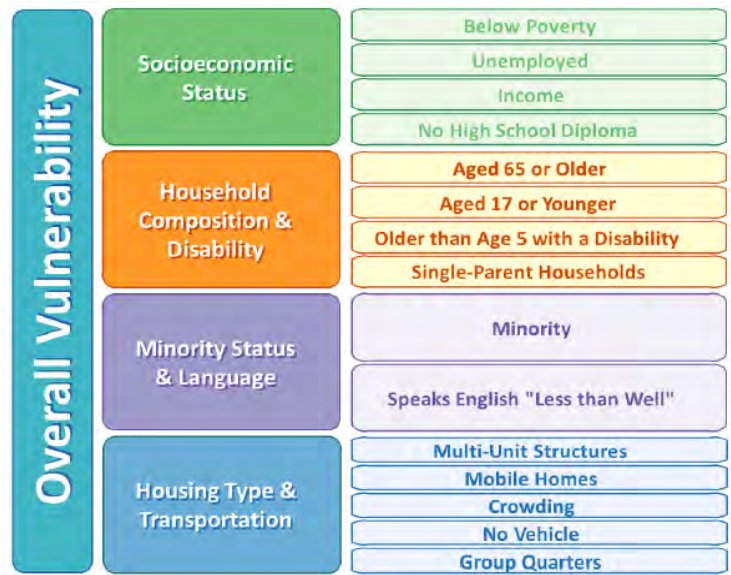 Overall Vulnerability
Socioeconomic
Status
Below Poverty
Unemployed
Income
No High School Diploma
Household
Composition &
Disability
Aged 65 or Older
Aged 17 or Younger
Older than Age 5 with a Disability
Single-Parent Households
Minority Status
& Language
Minority
Speaks English "Less than Well"
Housing Type &
Transportation
Multi-Unit Structures
Mobile Homes
Crowding
No Vehicle
Group Quarters